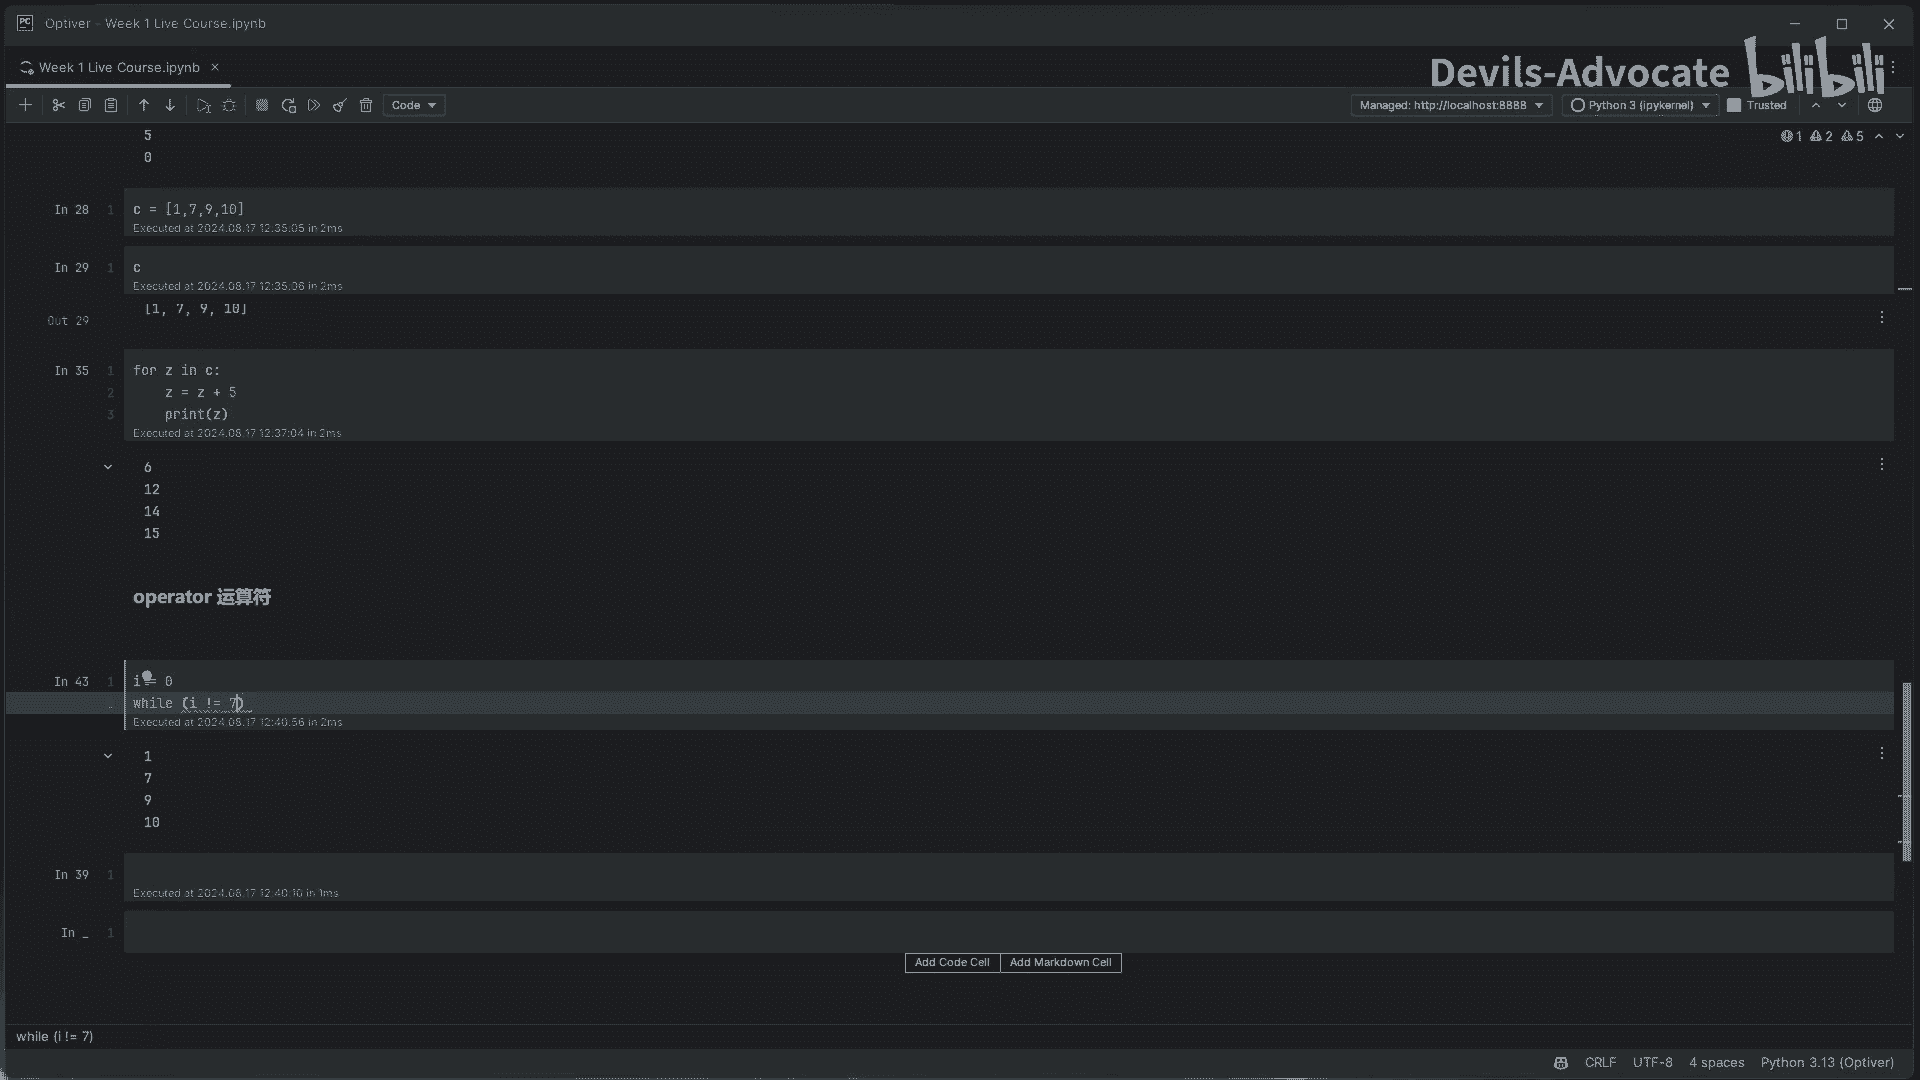 PC Optiver - Week 1 Live Course.ipynb
Week 1 Live Course.ipynb
Devils-Advocate bilibili
Code
Managed: http://localhost:8888
Python 3 (ipykernel)
Trusted
1 2 5
5
0
In 28 1 c = [1,7,9,10]
Executed at 2024.08.17 12:35:05 in 2ms
In 29 1 c
Executed at 2024.08.17 12:35:06 in 2ms
Out 29 [1, 7, 9, 10]
In 35 1 for z in c:
2 z = z + 5
3 print(z)
Executed at 2024.08.17 12:37:04 in 2ms
6
12
14
15
operator 运算符
In 43 1 i = 0
while (i != 7)
Executed at 2024.08.17 12:40:56 in 2ms
1
7
9
10
In 39 1
Executed at 2024.08.17 12:40:10 in 1ms
In _ 1
Add Code Cell Add Markdown Cell
while (i != 7)
CRLF UTF-8 4 spaces Python 3.13 (Optiver)